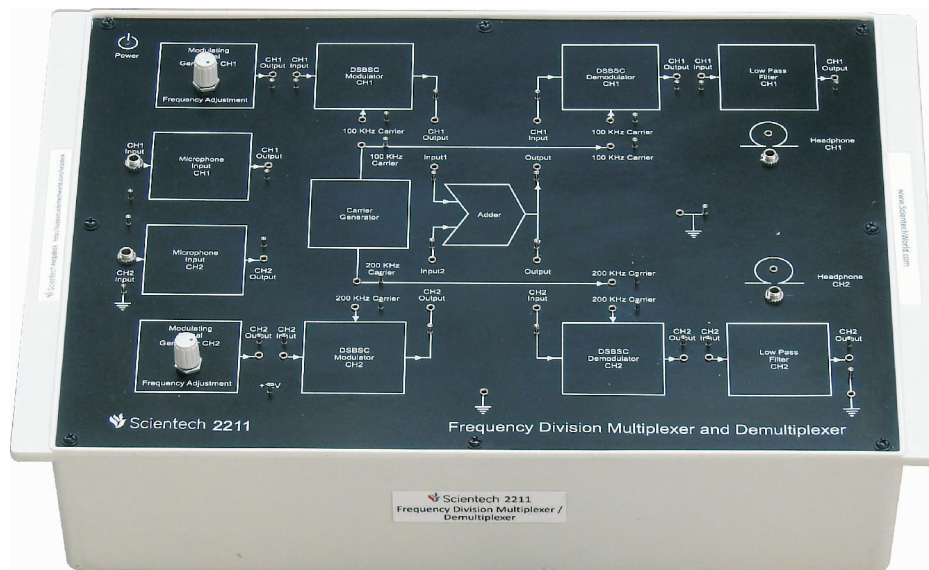 Power
Modulating
CH1
Frequency Adjustment
CH1
Output
CH1
Input
DSBSC
Modulator
CH1
100 KHz Carrier
CH1
Output
DSBSC
Demodulator
CH1
CH1
Input
100 KHz Carrier
CH1
Output
CH1
Input
Low Pass
Filter
CH1
CH1
Output
CH1
Input
Microphone
Input
CH1
CH1
Output
100 KHz
Carrier
Input1
Output
100 KHz Carrier
Headphone
CH1
Carrier
Generator
Adder
Microphone
Input
CH2
CH2
Input
CH2
Output
200 KHz
Carrier
Input2
Output
200 KHz
Carrier
Headphone
CH2
200 KHz Carrier
CH2
Output
CH2
Input
200 KHz Carrier
Modulating
CH2
Frequency Adjustment
CH2
Output
CH2
Input
DSBSC
Modulator
CH2
DSBSC
Demodulator
CH2
CH2
Output
CH2
Input
Low Pass
Filter
CH2
CH2
Output
Scientech 2211
Frequency Division Multiplexer and Demultiplexer
www.ScientechWorld.com
Scientech 2211
Frequency Division Multiplexer /
Demultiplexer